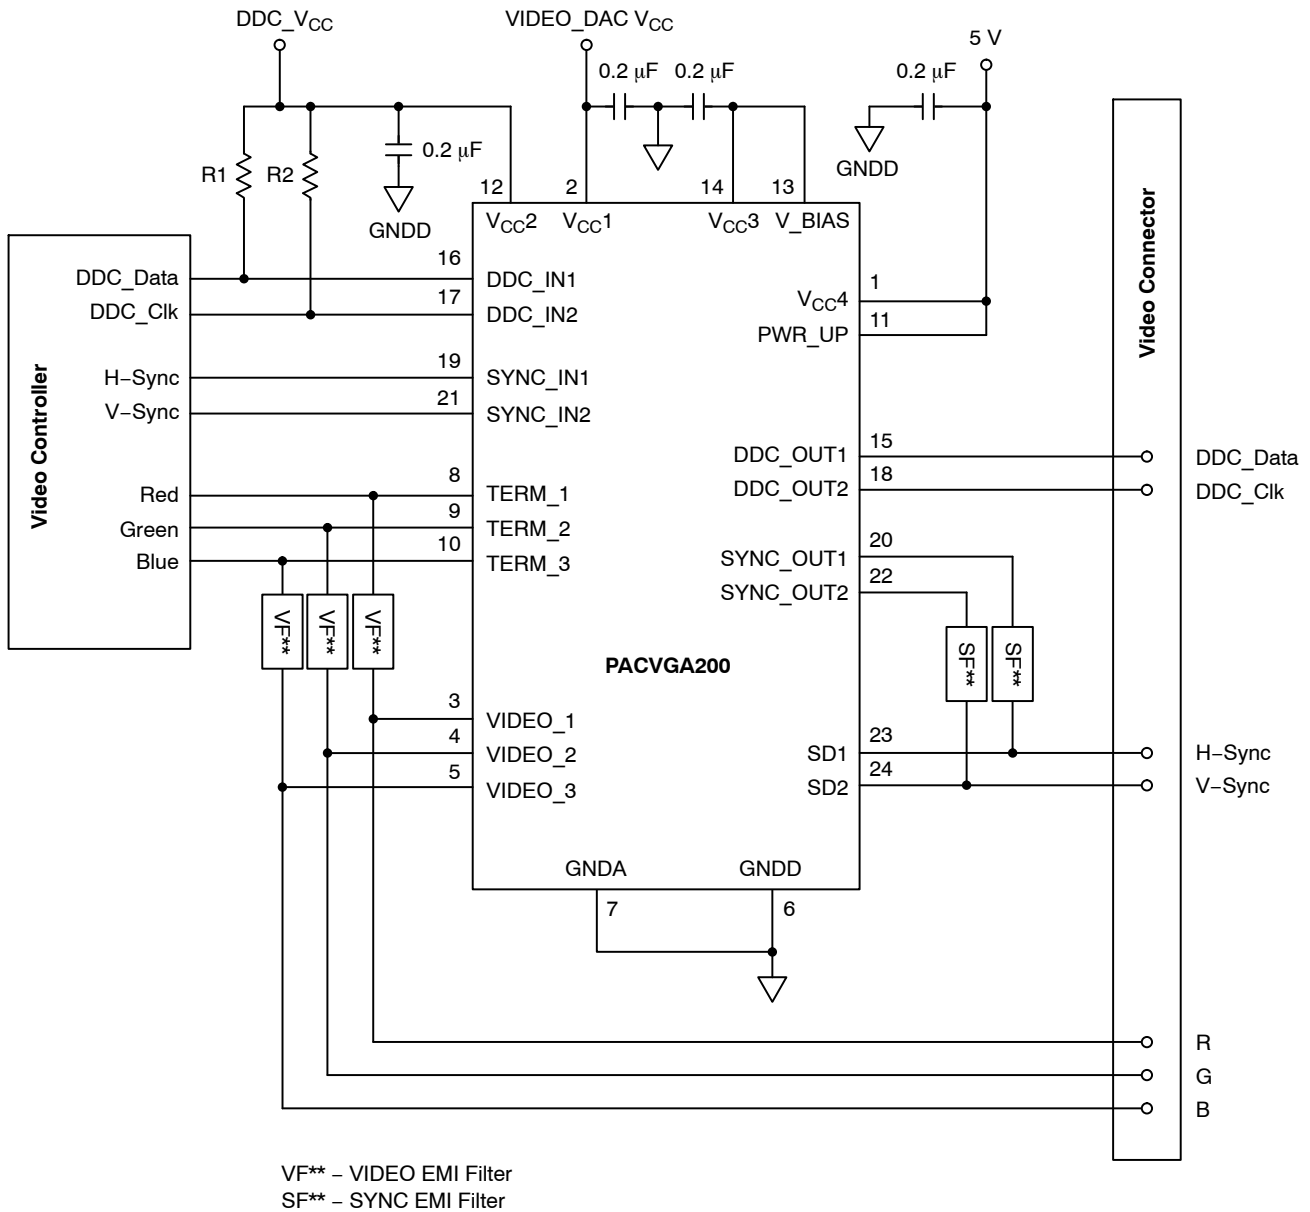 DDC_VCC
VIDEO_DAC VCC
5 V
0.2 μF
0.2 μF
0.2 μF
R1
R2
0.2 μF
GNDD
GNDD
12
2
14
13
VCC2
VCC1
VCC3
V_BIAS
Video Controller
DDC_Data
DDC_Clk
H–Sync
V–Sync
Red
Green
Blue
16
17
19
21
8
9
10
DDC_IN1
DDC_IN2
SYNC_IN1
SYNC_IN2
TERM_1
TERM_2
TERM_3
VF**
VF**
VF**
3
4
5
VIDEO_1
VIDEO_2
VIDEO_3
PACVGA200
VCC4
PWR_UP
1
11
DDC_OUT1
DDC_OUT2
15
18
SYNC_OUT1
SYNC_OUT2
20
22
SF**
SF**
SD1
SD2
23
24
GNDA
GNDD
7
6
Video Connector
DDC_Data
DDC_Clk
H–Sync
V–Sync
R
G
B
VF** – VIDEO EMI Filter
SF** – SYNC EMI Filter